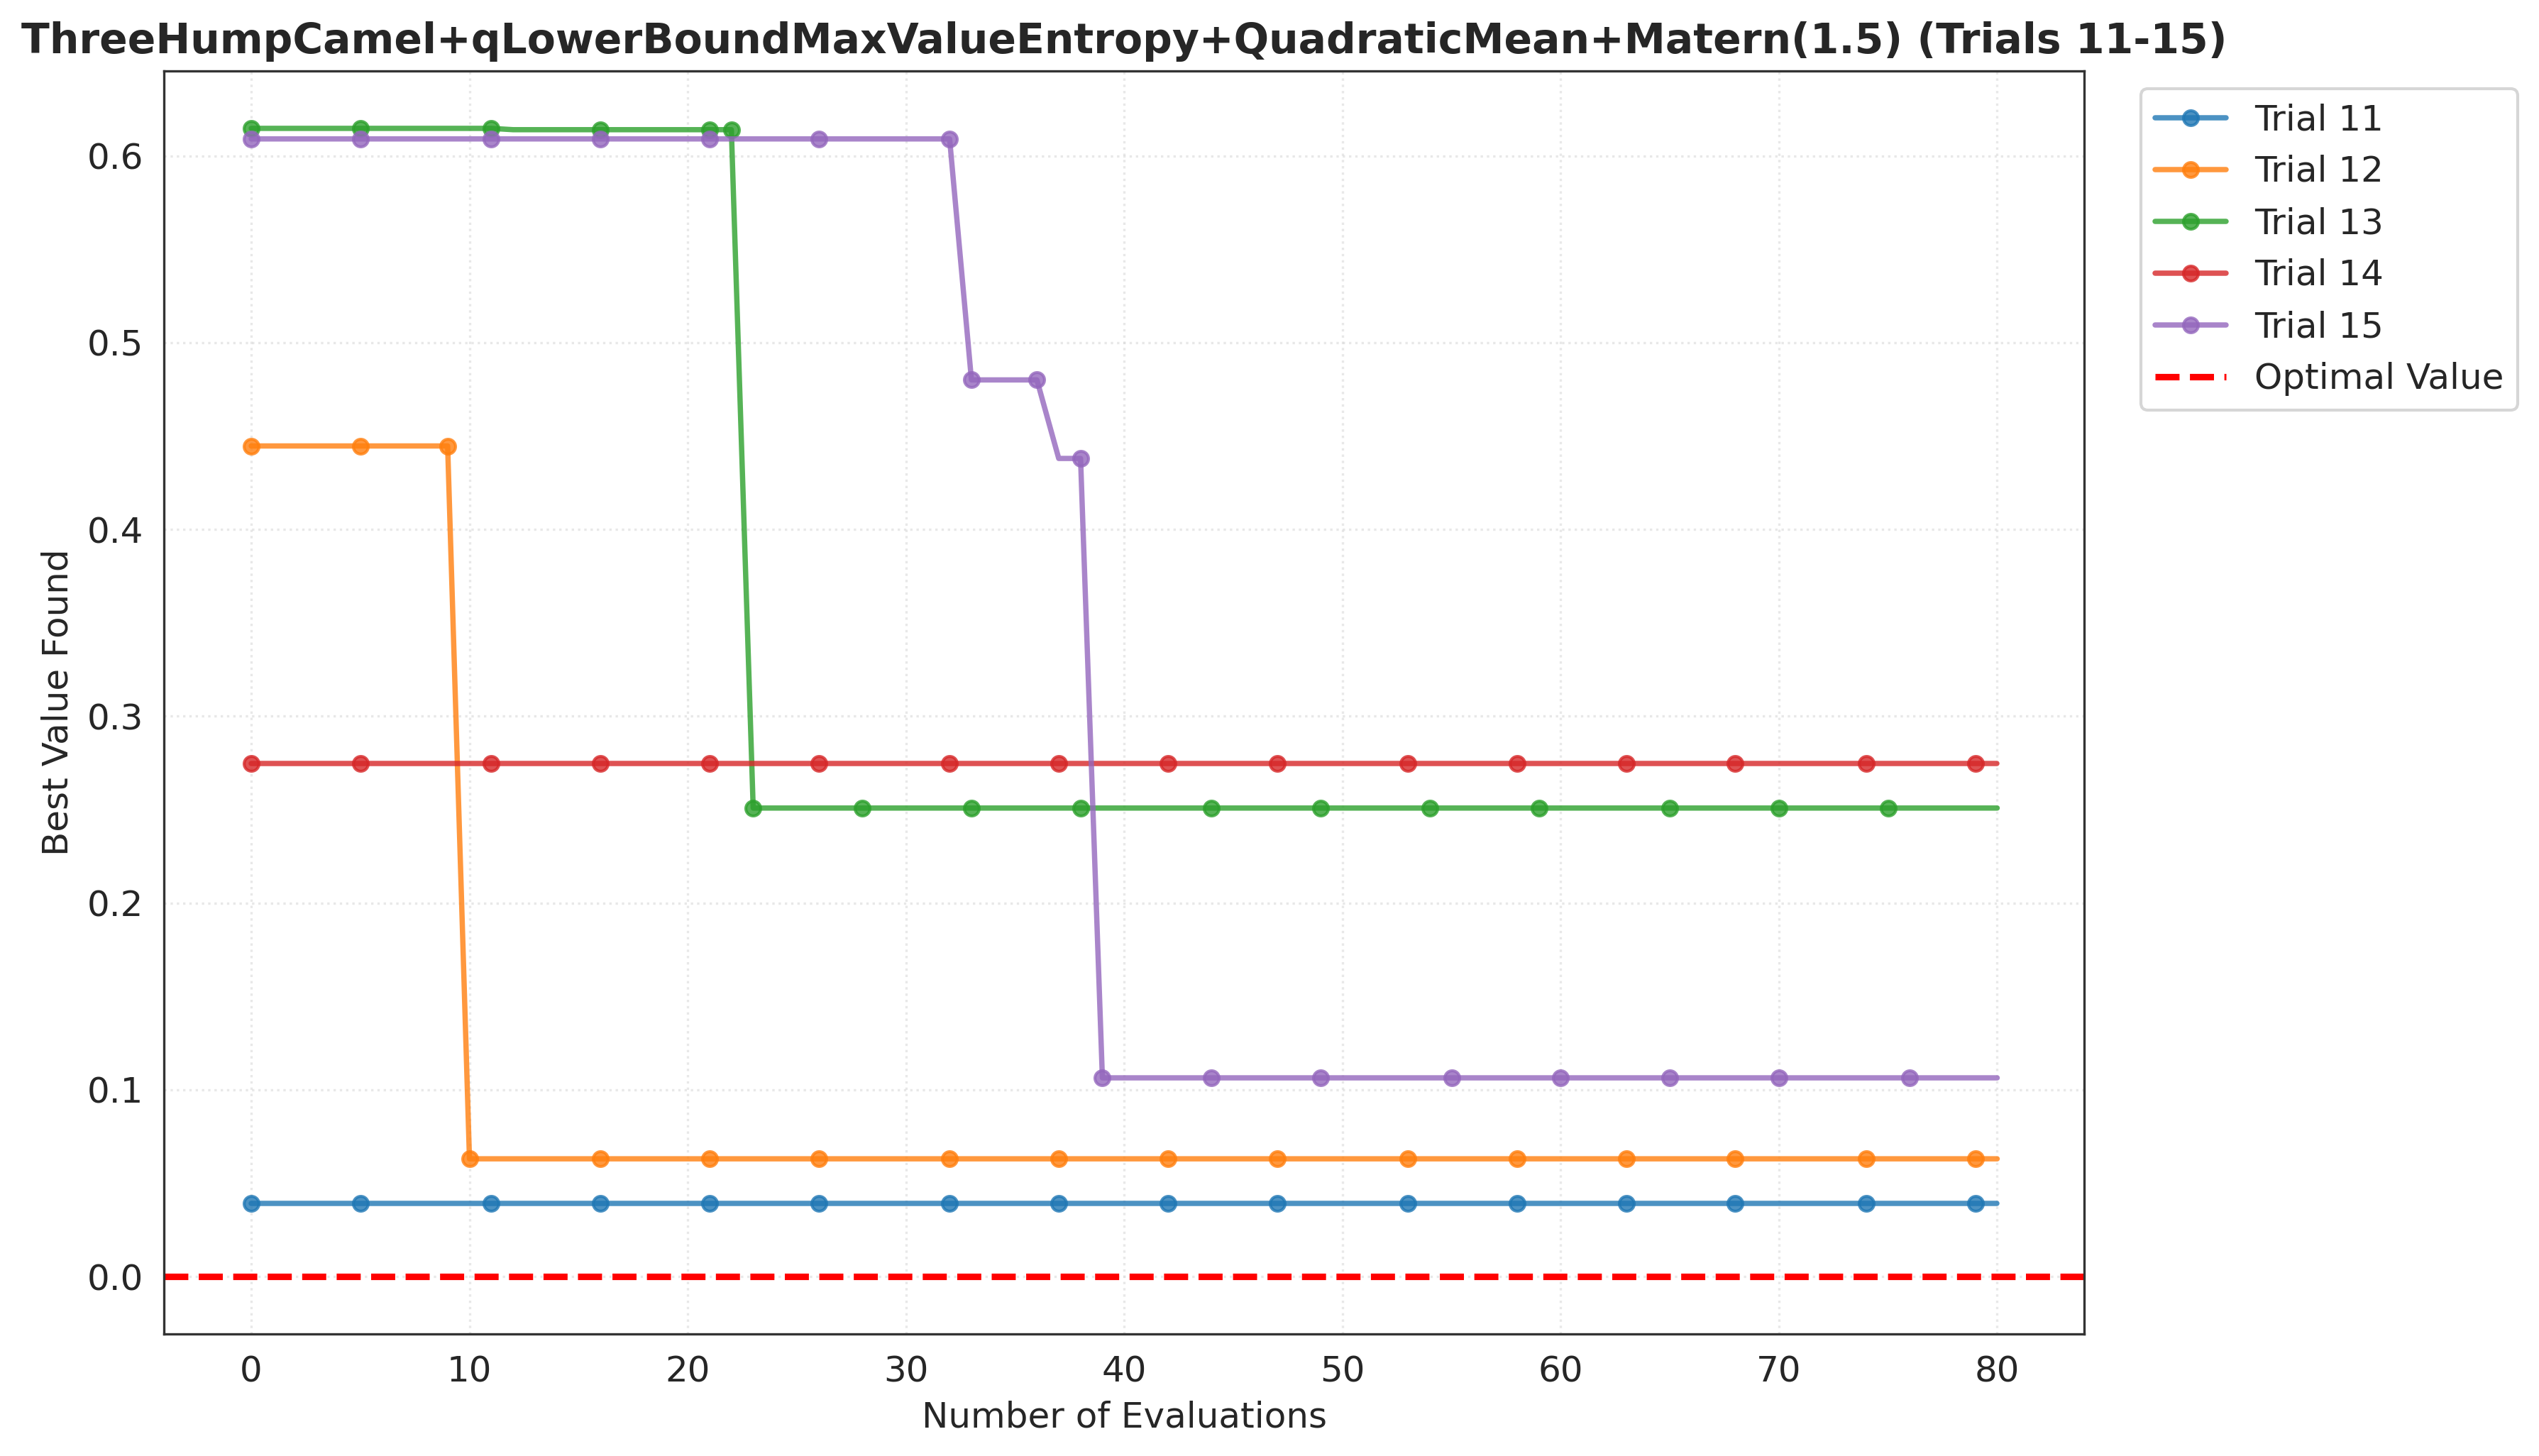 ThreeHumpCamel+qLowerBoundMaxValueEntropy+QuadraticMean+Matern(1.5) (Trials 11-15)
Trial 11
Trial 12
Trial 13
Trial 14
Trial 15
Optimal Value
Best Value Found
0.6
0.5
0.4
0.3
0.2
0.1
0.0
0 10 20 30 40 50 60 70 80
Number of Evaluations